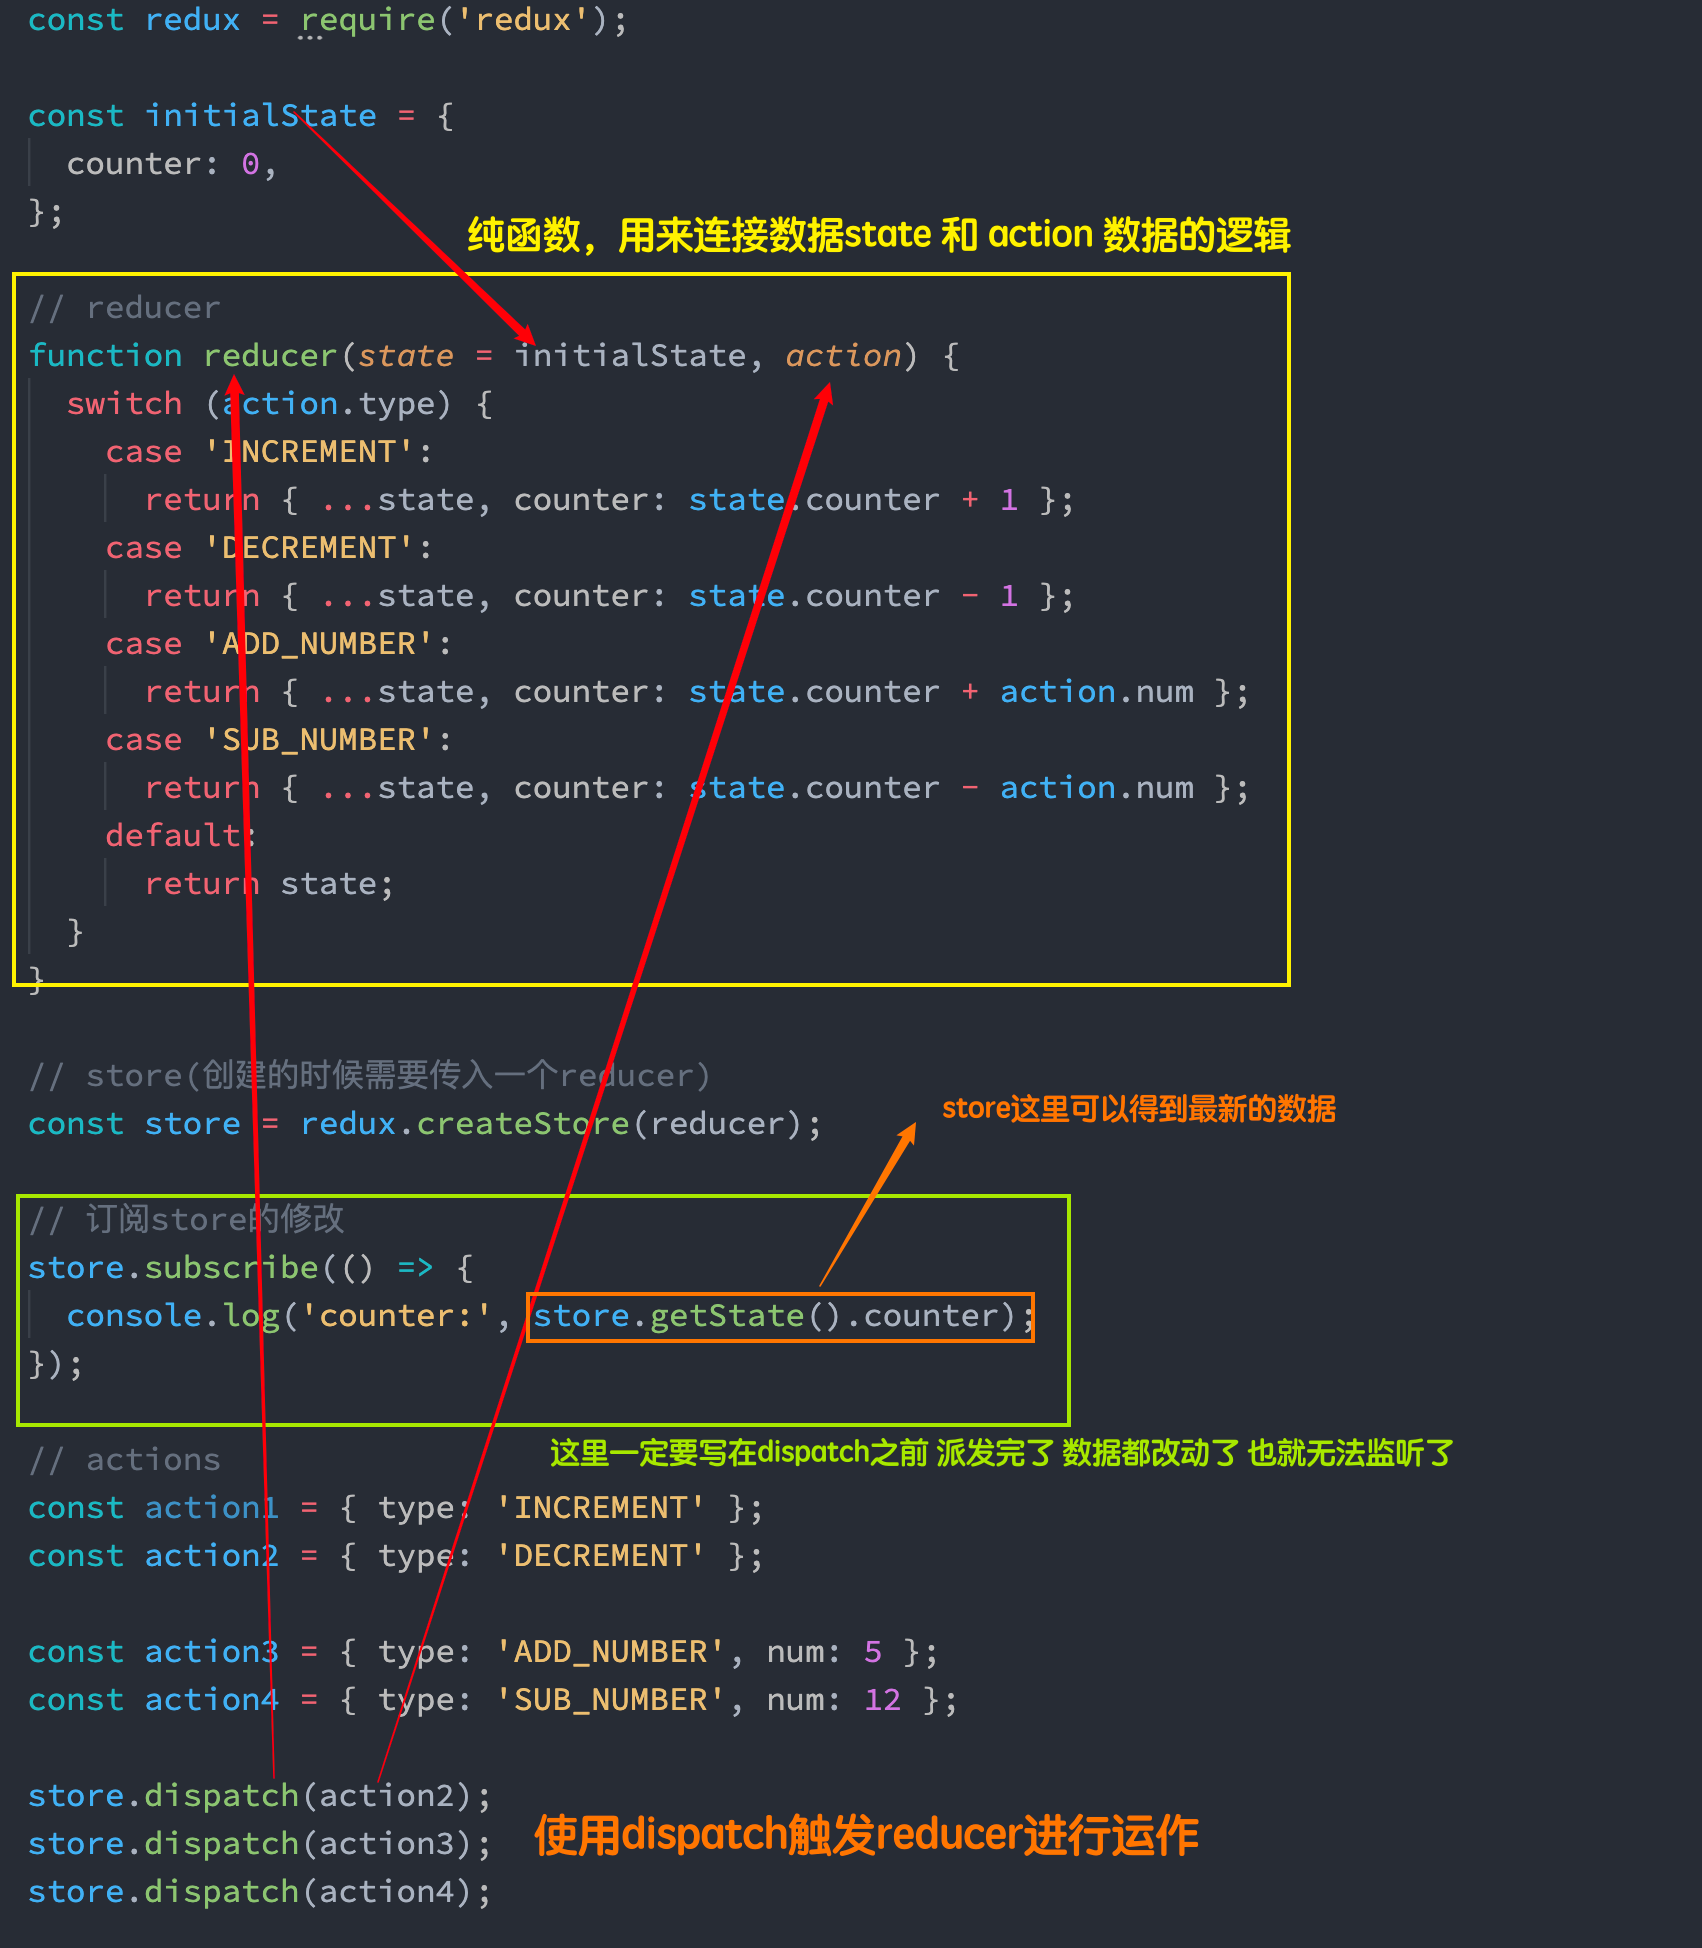 const redux = require('redux');
const initialState = {
  counter: 0,
};
纯函数，用来连接数据state 和 action 数据的逻辑
// reducer
function reducer(state = initialState, action) {
  switch (action.type) {
    case 'INCREMENT':
      return { ...state, counter: state.counter + 1 };
    case 'DECREMENT':
      return { ...state, counter: state.counter - 1 };
    case 'ADD_NUMBER':
      return { ...state, counter: state.counter + action.num };
    case 'SUB_NUMBER':
      return { ...state, counter: state.counter - action.num };
    default:
      return state;
  }
}
// store(创建的时候需要传入一个reducer)
store这里可以得到最新的数据
const store = redux.createStore(reducer);
// 订阅store的修改
store.subscribe(() => {
  console.log('counter:', store.getState().counter);
});
这里一定要写在dispatch之前 派发完了 数据都改动了 也就无法监听了
// actions
const action1 = { type: 'INCREMENT' };
const action2 = { type: 'DECREMENT' };
const action3 = { type: 'ADD_NUMBER', num: 5 };
const action4 = { type: 'SUB_NUMBER', num: 12 };
store.dispatch(action2);
使用dispatch触发reducer进行运作
store.dispatch(action3);
store.dispatch(action4);